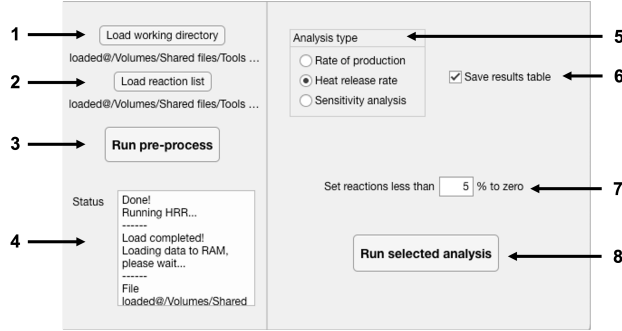 1
Load working directory
loaded@/Volumes/Shared files/Tools ...
2
Load reaction list
loaded@/Volumes/Shared files/Tools ...
3
Run pre-process
4
Status
Done!
Running HRR...
------
Load completed!
Loading data to RAM,
please wait...
------
File
loaded@/Volumes/Shared
5
Analysis type
Rate of production
Heat release rate
Sensitivity analysis
6
Save results table
7
Set reactions less than 5 % to zero
8
Run selected analysis